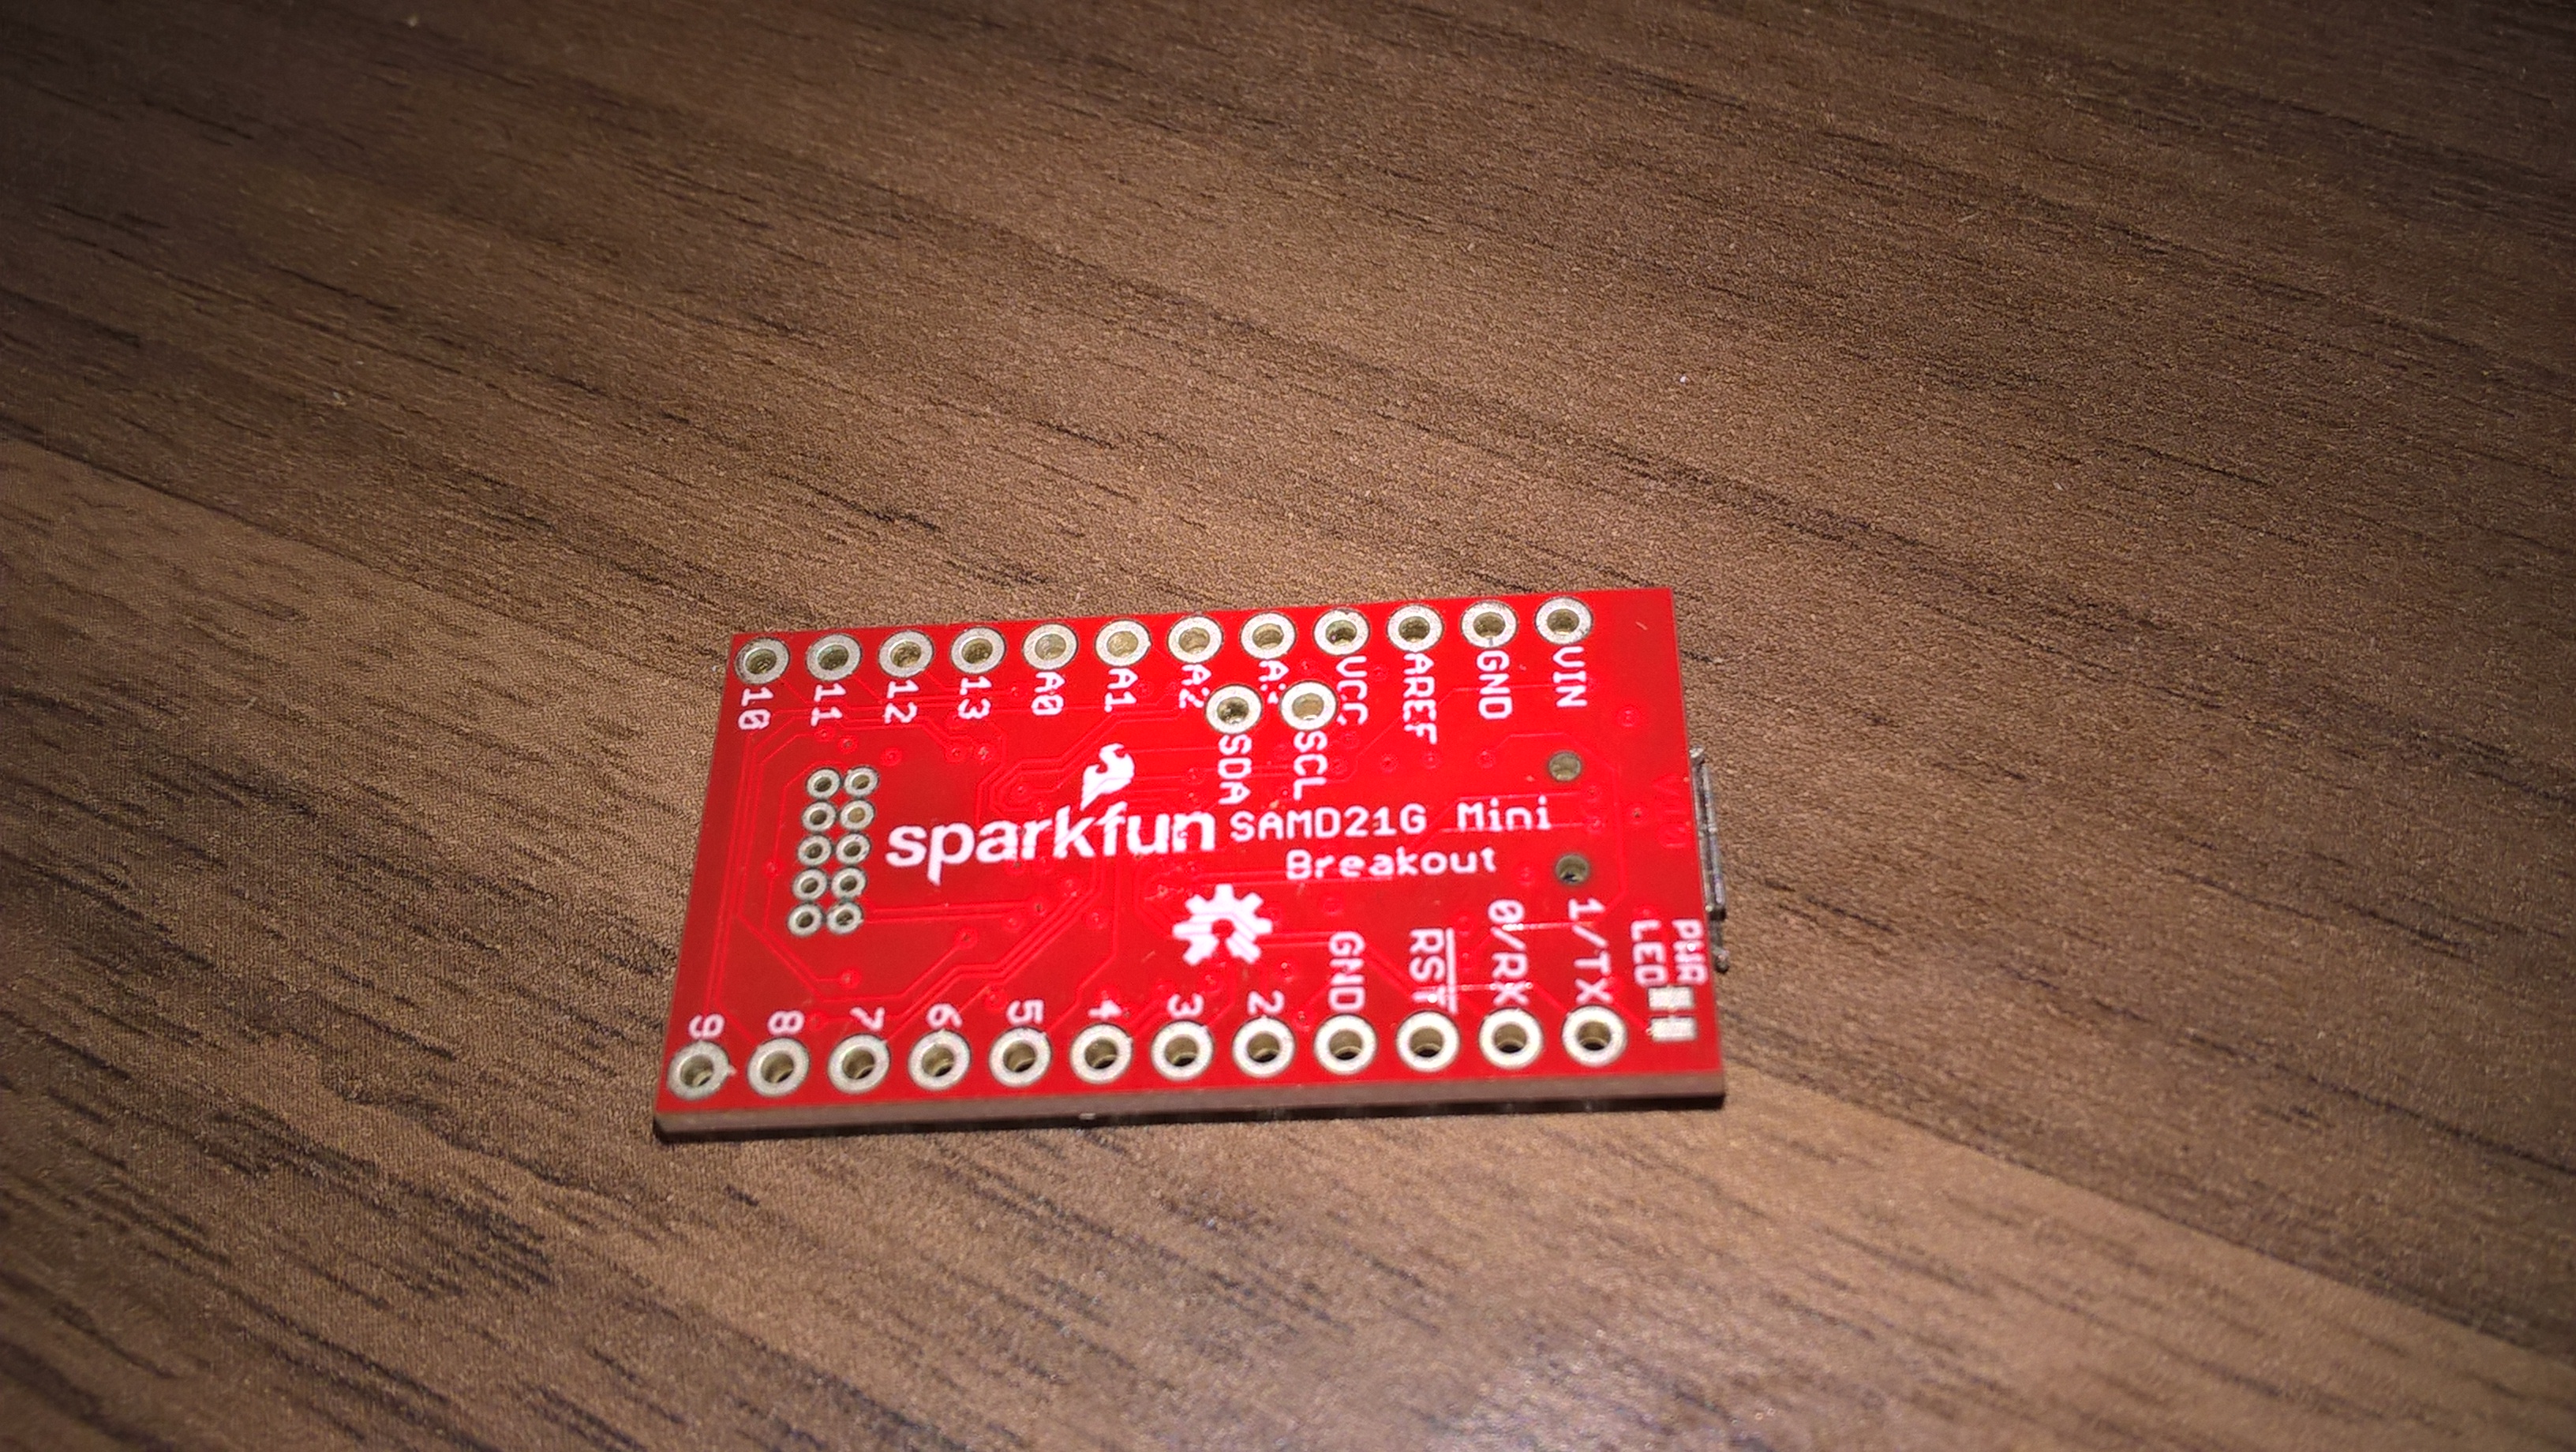 9
8
7
6
5
4
3
2
GND
RST
0/RX
1/TX
PWR
LED
sparkfun
SAMD21G Mini
Breakout
10
11
12
13
A0
A1
A2
SDA
SCL
VCC
AREF
GND
VIN